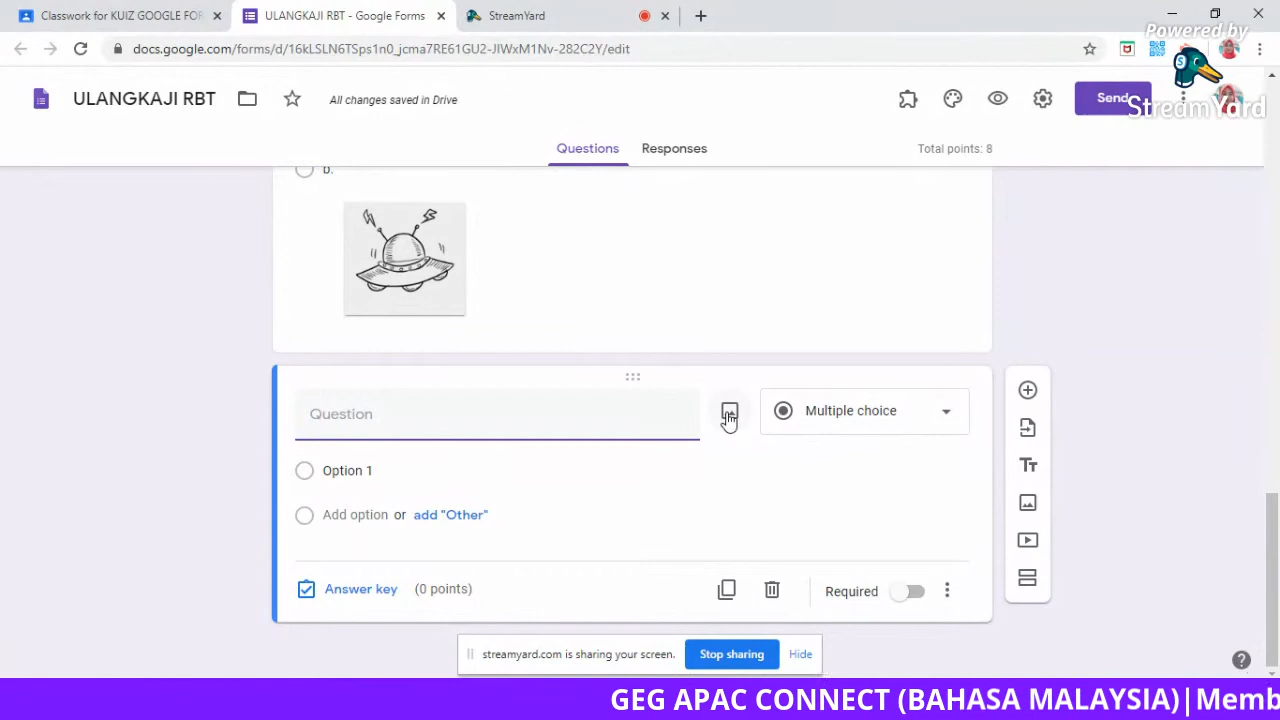 Classwork for KUIZ GOOGLE FOR
ULANGKAJI RBT - Google Forms
StreamYard
docs.google.com/forms/d/16kLSLN6TSps1n0_jcma7RE6IGU2-JIWxM1Nv-282C2Y/edit
Powered by
StreamYard
ULANGKAJI RBT
All changes saved in Drive
Send
Questions
Responses
Total points: 8
b.
Question
Multiple choice
Option 1
Add option or add "Other"
Answer key (0 points)
Required
streamyard.com is sharing your screen.
Stop sharing
Hide
GEG APAC CONNECT (BAHASA MALAYSIA)|Memb